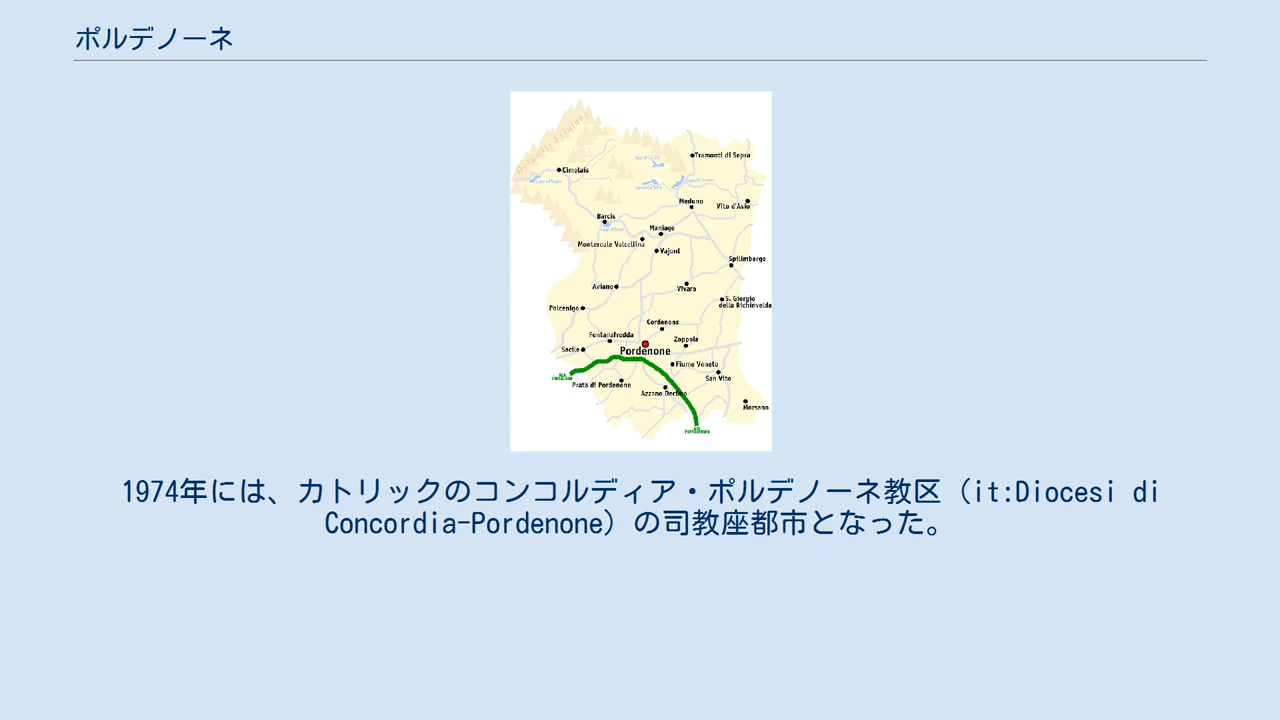 ポルデノーネ
Dolomiti Friulane
Tramonti di Sopra
Cimolais
Meduno
Vito d'Asio
Barcis
Maniago
Montereale Valcellina
Vajont
Spilimbergo
Aviano
Vivaro
S. Giorgio
della Richinvelda
Polcenigo
Cordenons
Fontanafredda
Zoppola
Sacile
Pordenone
Fiume Veneto
San Vito
Prata di Pordenone
Azzano Decimo
Morsano
1974年には、カトリックのコンコルディア・ポルデノーネ教区（it:Diocesi di
Concordia-Pordenone）の司教座都市となった。